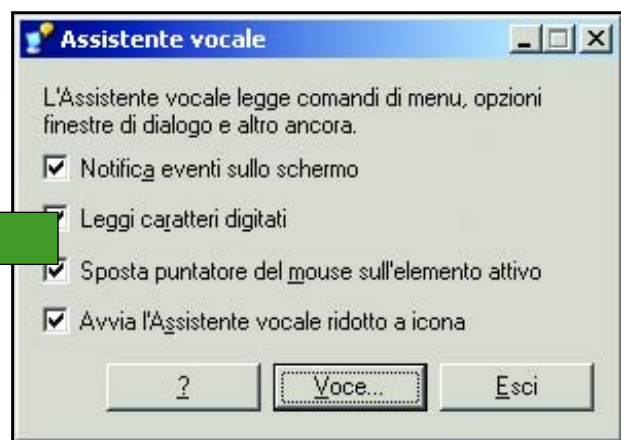 Assistente vocale
L'Assistente vocale legge comandi di menu, opzioni
finestre di dialogo e altro ancora.
Notifica eventi sullo schermo
Leggi caratteri digitati
Sposta puntatore del mouse sull'elemento attivo
Avvia l'Assistente vocale ridotto a icona
? Voce... Esci